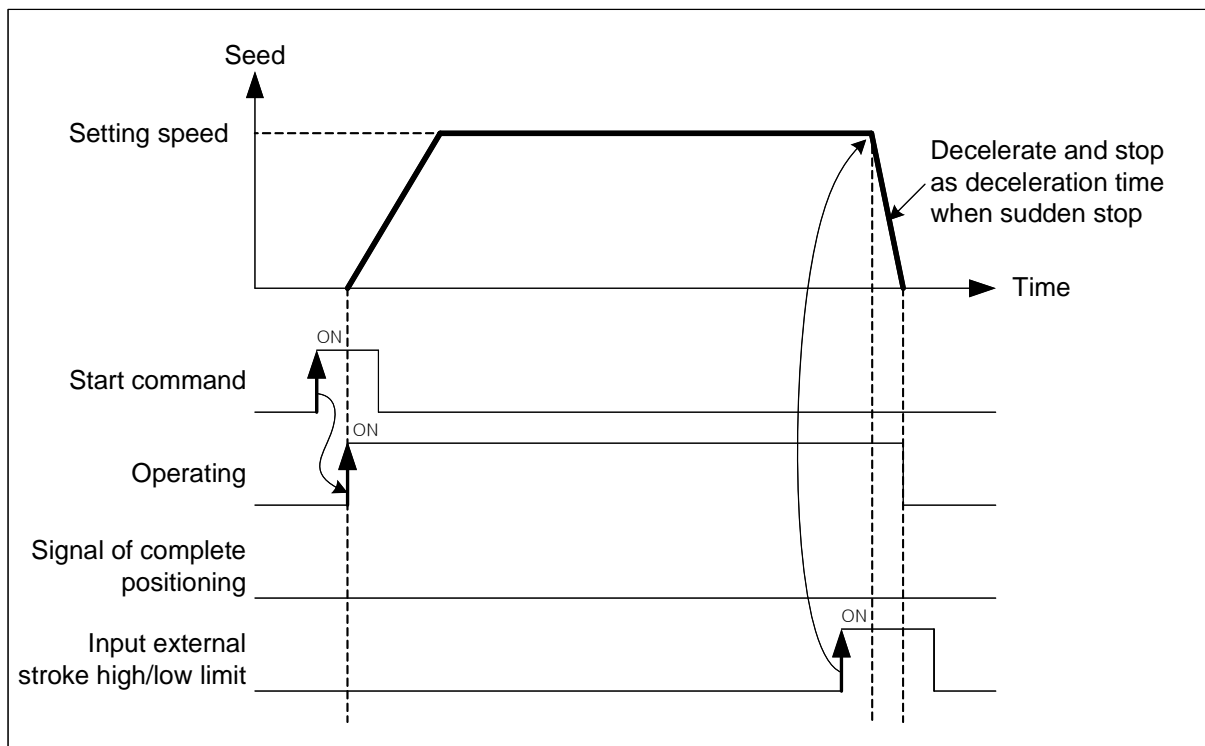 Seed
Setting speed
Decelerate and stop
as deceleration time
when sudden stop
Time
ON
Start command
ON
Operating
Signal of complete
positioning
ON
Input external
stroke high/low limit